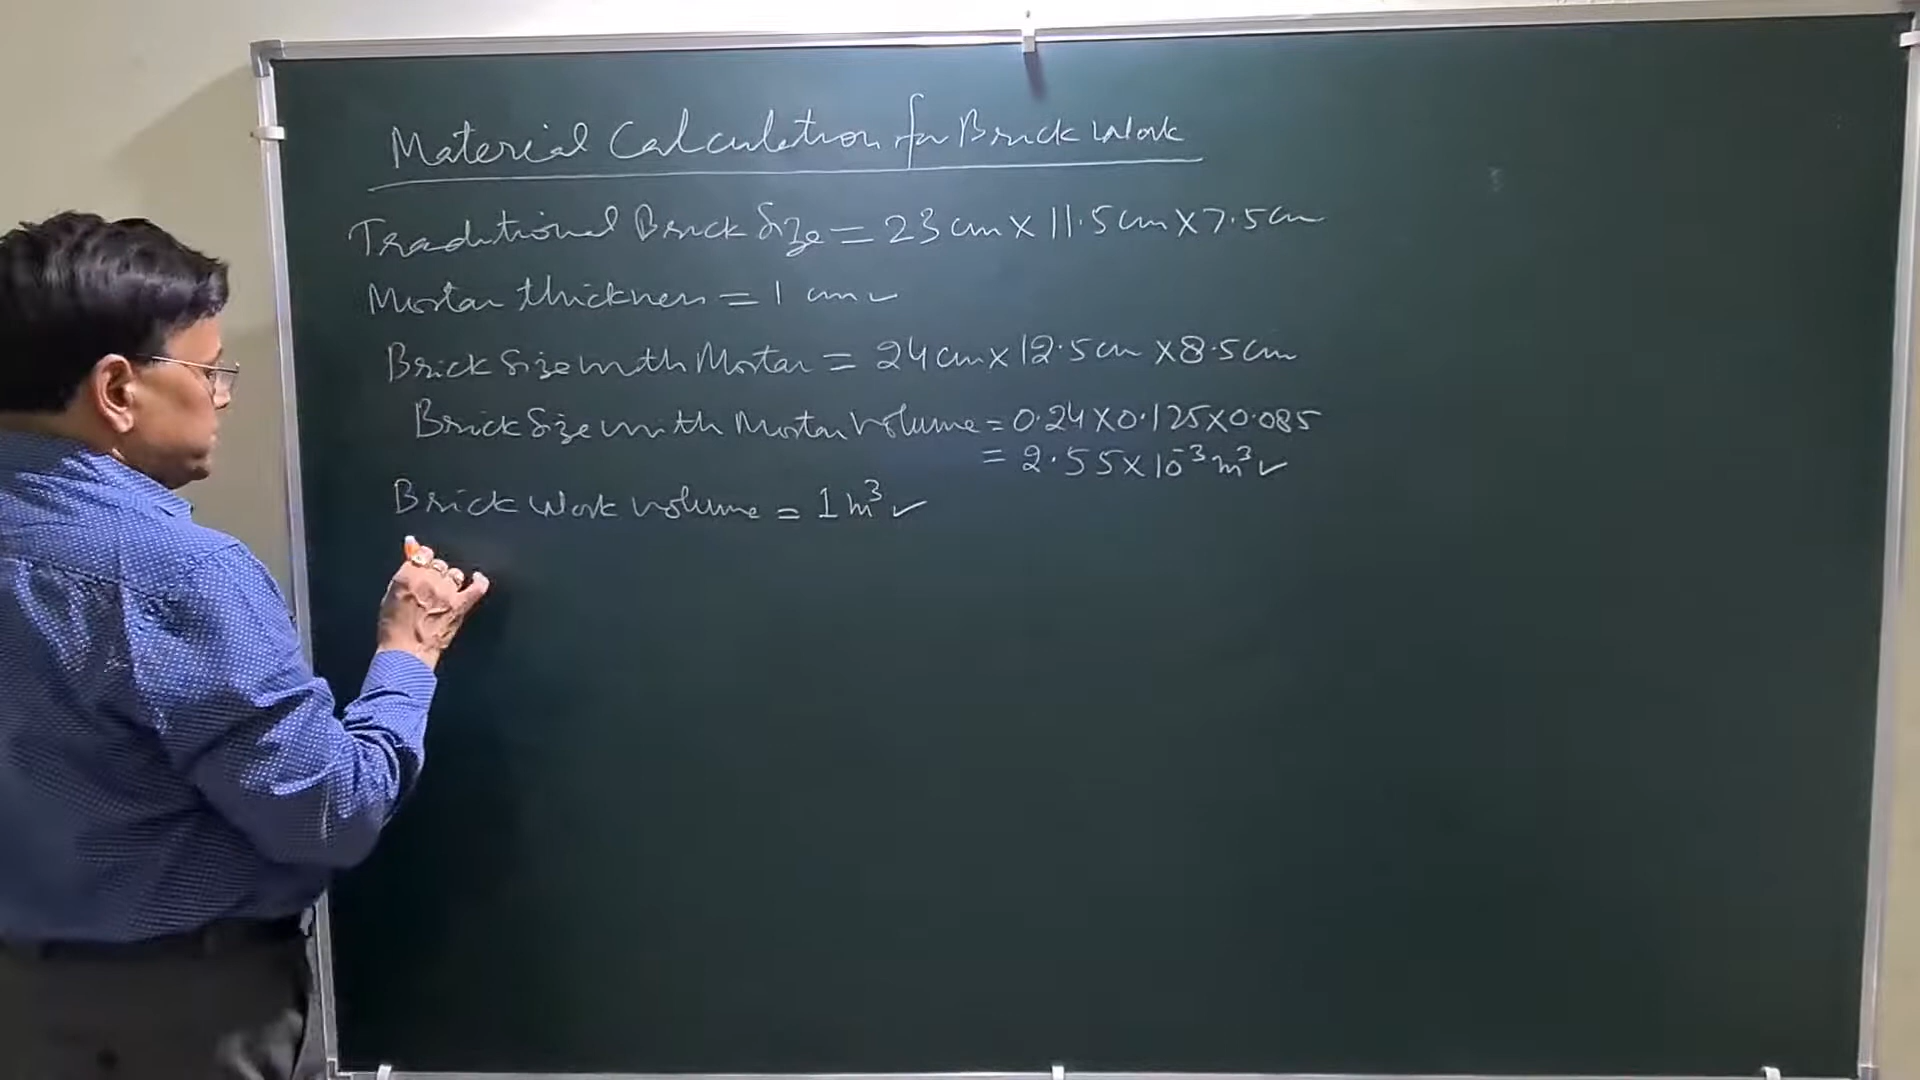 Material Calculation for Brick Work
Traditional Brick Size = 23 cm x 11.5 cm x 7.5 cm
Mortar thickness = 1 cm ✓
Brick Size with Mortar = 24 cm x 12.5 cm x 8.5 cm
Brick Size with Mortar Volume = 0.24 x 0.125 x 0.085
= 2.55 x 10⁻³ m³ ✓
Brick Work volume = 1 m³ ✓